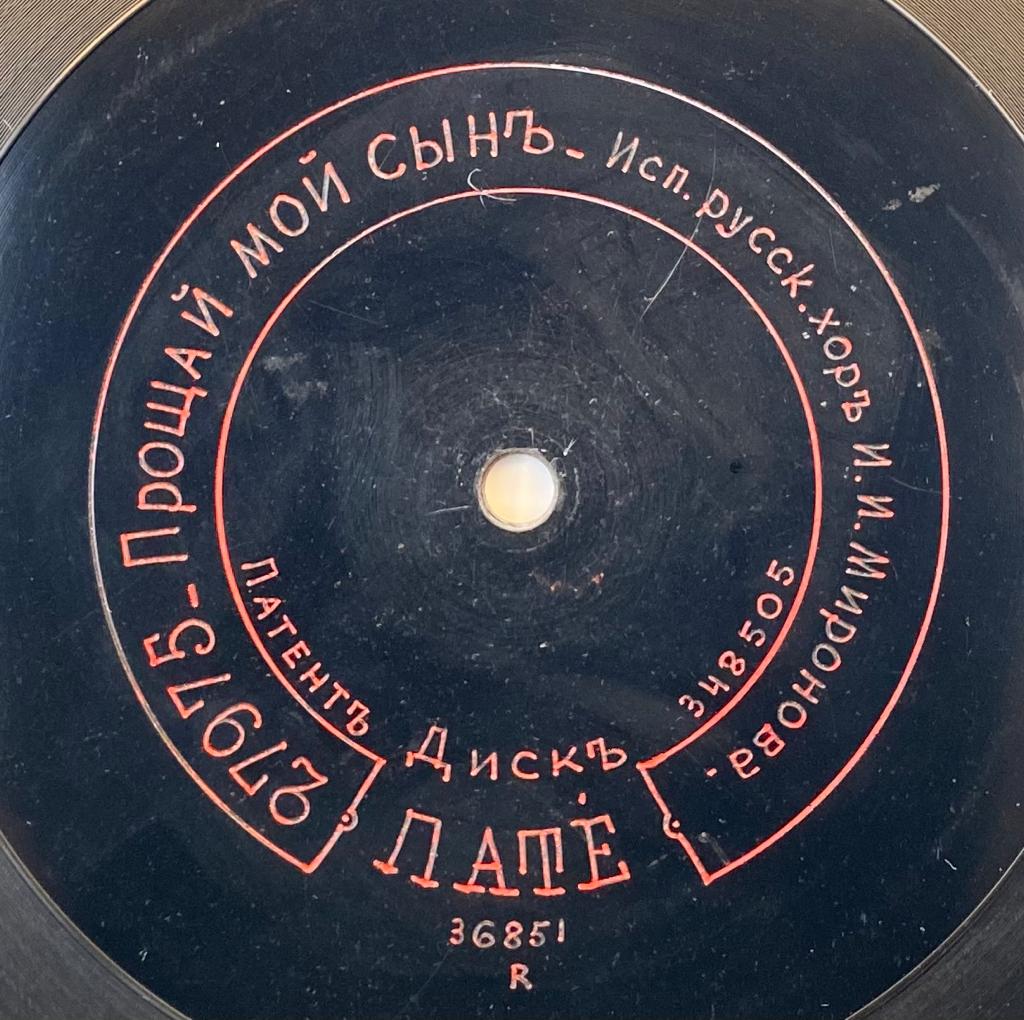 27975 - Прощай мой сынъ. - Исп. русск. хоръ И. И. Миронова.
Патентъ
348505
Дискъ
ПАТЕ́
36851
R